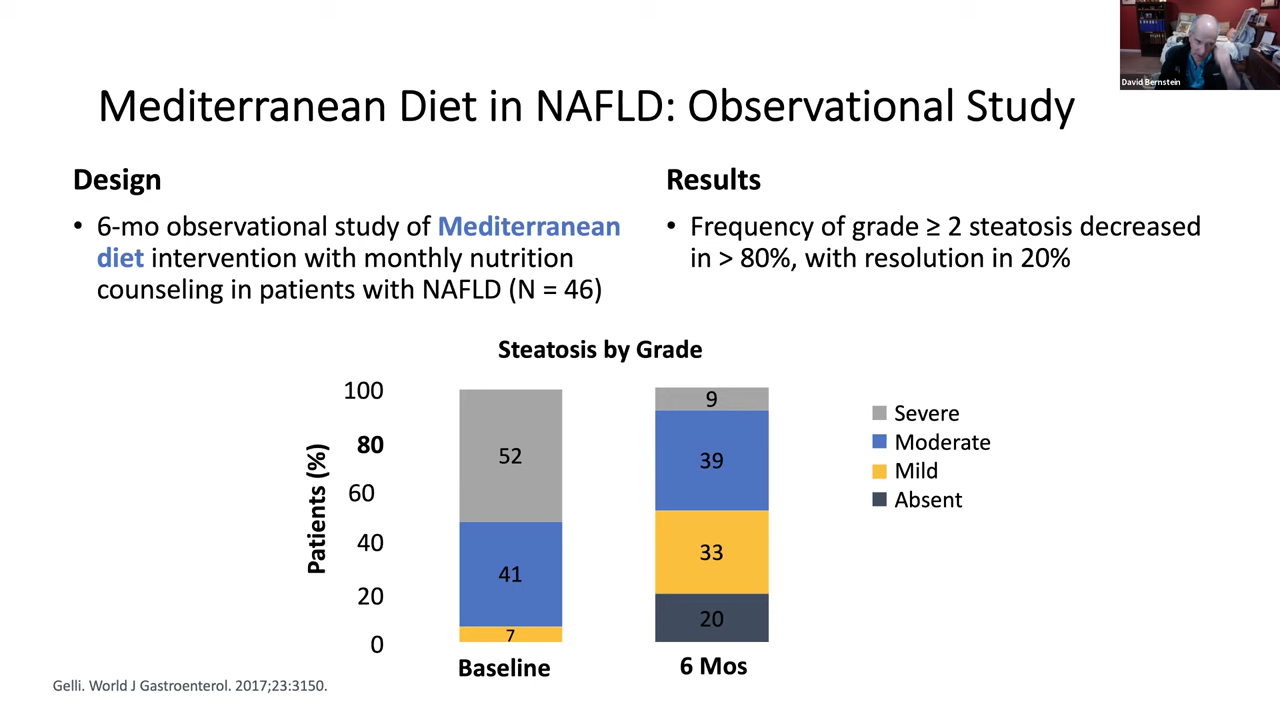 David Bernstein
Mediterranean Diet in NAFLD: Observational Study
Design
• 6-mo observational study of Mediterranean
diet intervention with monthly nutrition
counseling in patients with NAFLD (N = 46)
Results
• Frequency of grade ≥ 2 steatosis decreased
in > 80%, with resolution in 20%
Steatosis by Grade
Patients (%)
100
80
60
40
20
0
52
41
7
9
39
33
20
Baseline
6 Mos
Severe
Moderate
Mild
Absent
Gelli. World J Gastroenterol. 2017;23:3150.